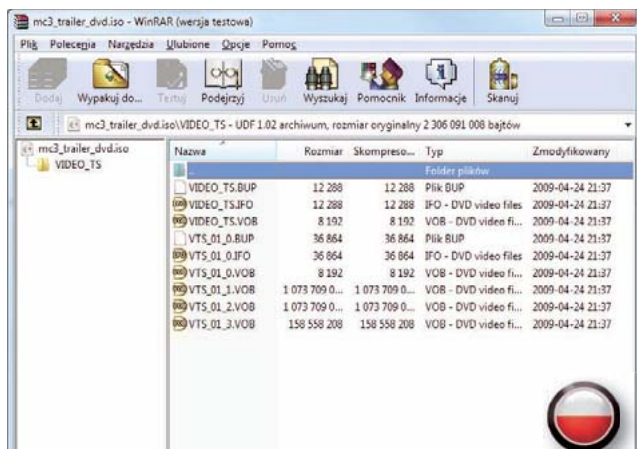 mc3_trailer_dvd.iso - WinRAR (wersja testowa)
Plik Polecenia Narzędzia Ulubione Opcje Pomoc
Dodaj Wypakuj do... Testuj Podejrzyj Usuń Wyszukaj Pomocnik Informacje Skanuj
mc3_trailer_dvd.iso\VIDEO_TS - UDF 1.02 archiwum, rozmiar oryginalny 2 306 091 008 bajtów
mc3_trailer_dvd.iso
VIDEO_TS
Nazwa Rozmiar Skompreso... Typ Zmodyfikowany
.. Folder plików
VIDEO_TS.BUP 12 288 12 288 Plik BUP 2009-04-24 21:37
VIDEO_TS.IFO 12 288 12 288 IFO - DVD video files 2009-04-24 21:37
VIDEO_TS.VOB 8 192 8 192 VOB - DVD video fi... 2009-04-24 21:37
VTS_01_0.BUP 36 864 36 864 Plik BUP 2009-04-24 21:37
VTS_01_0.IFO 36 864 36 864 IFO - DVD video files 2009-04-24 21:37
VTS_01_0.VOB 8 192 8 192 VOB - DVD video fi... 2009-04-24 21:37
VTS_01_1.VOB 1 073 709 0... 1 073 709 0... VOB - DVD video fi... 2009-04-24 21:37
VTS_01_2.VOB 1 073 709 0... 1 073 709 0... VOB - DVD video fi... 2009-04-24 21:37
VTS_01_3.VOB 158 558 208 158 558 208 VOB - DVD video fi... 2009-04-24 21:37